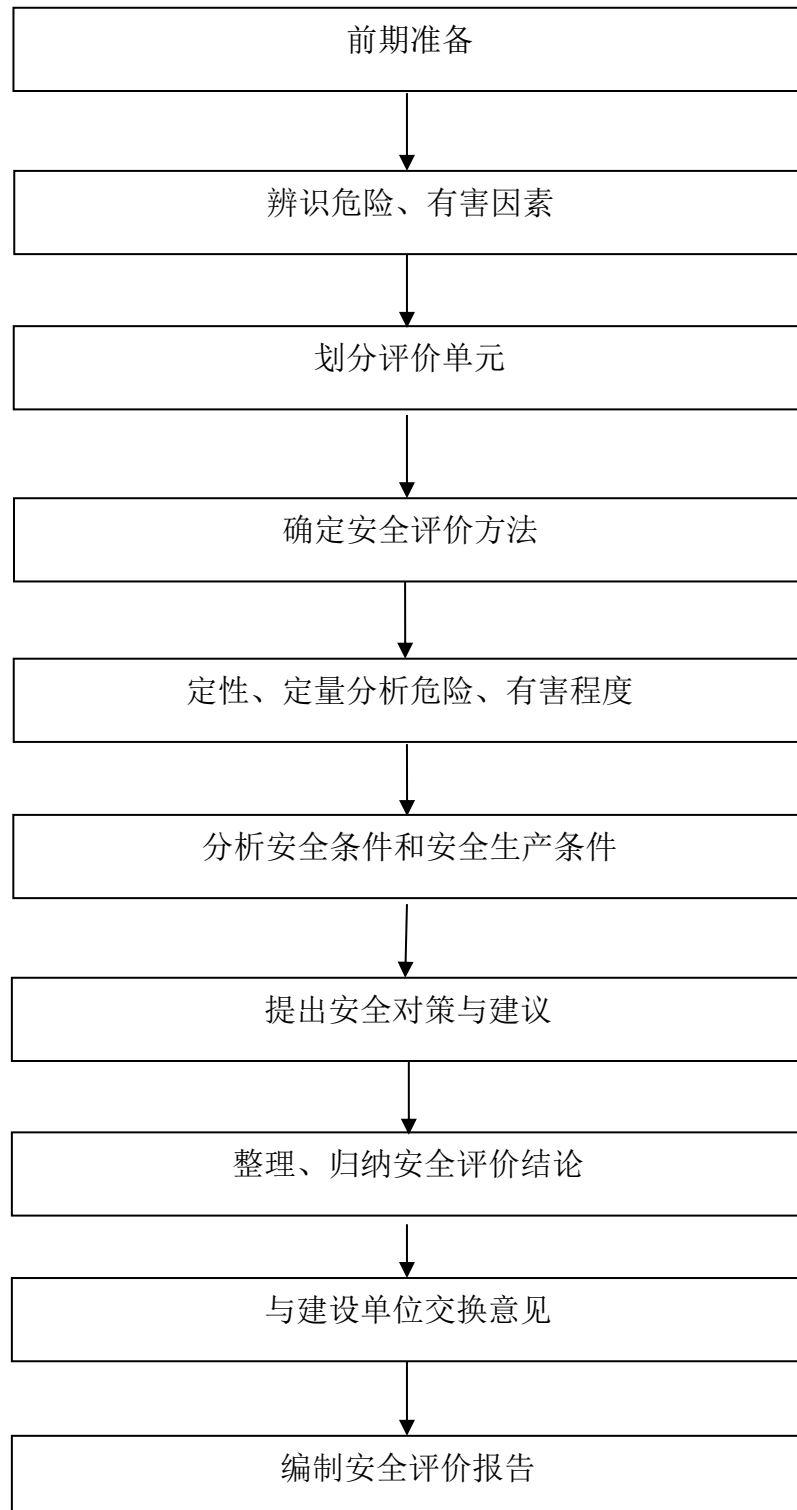 前期准备
辨识危险、有害因素
划分评价单元
确定安全评价方法
定性、定量分析危险、有害程度
分析安全条件和安全生产条件
提出安全对策与建议
整理、归纳安全评价结论
与建设单位交换意见
编制安全评价报告